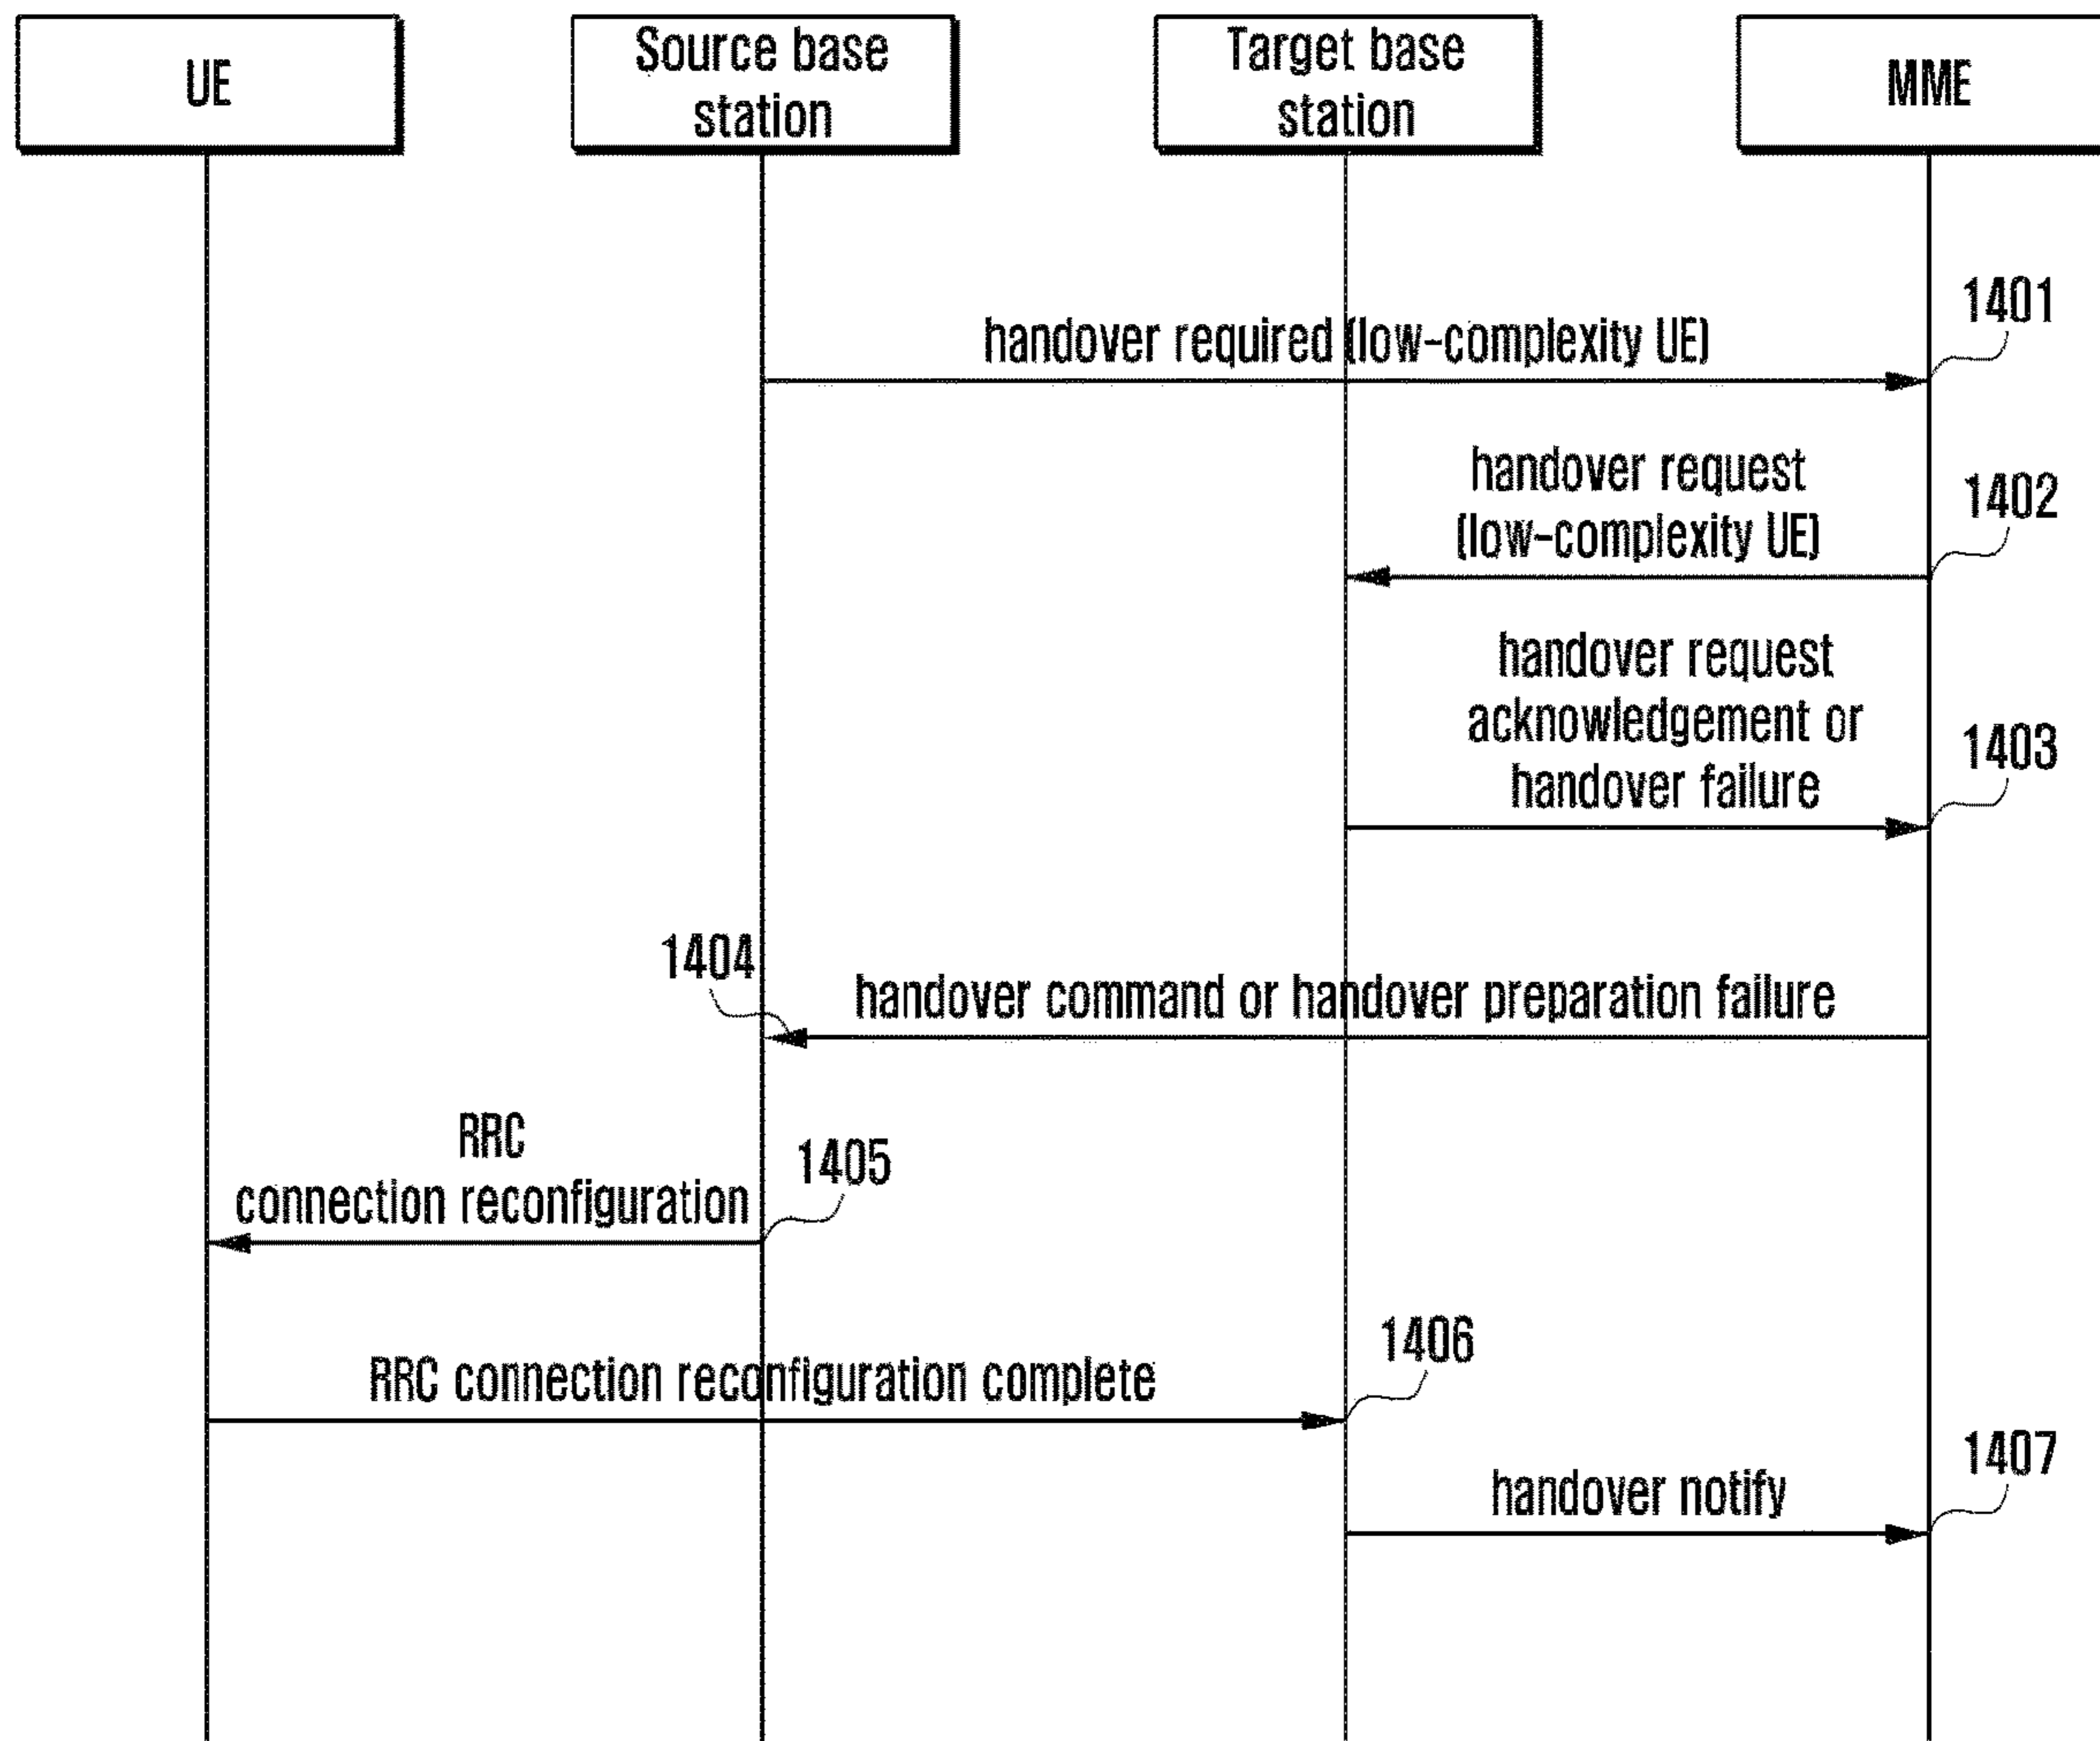 UE
Source base
station
Target base
station
MME
1401
handover required (low-complexity UE)
handover request
(low-complexity UE)
1402
handover request
acknowledgement or
handover failure
1403
1404
handover command or handover preparation failure
RRC
connection reconfiguration
1405
1406
RRC connection reconfiguration complete
1407
handover notify